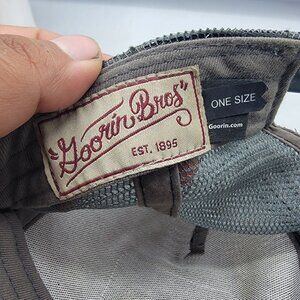 "Goorin Bros"
EST. 1895
ONE SIZE
Goorin.com